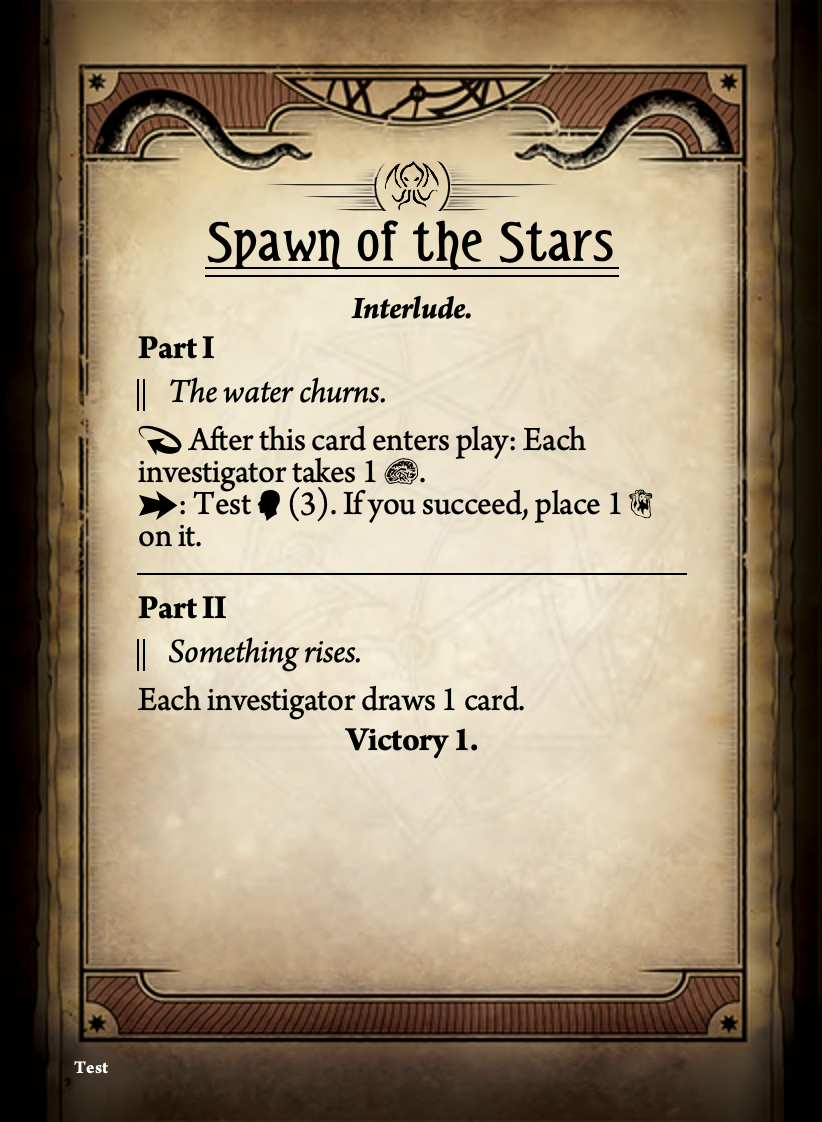 Spawn of the Stars
Interlude.
Part I
The water churns.
After this card enters play: Each
investigator takes 1 .
: Test (3). If you succeed, place 1
on it.
Part II
Something rises.
Each investigator draws 1 card.
Victory 1.
Test